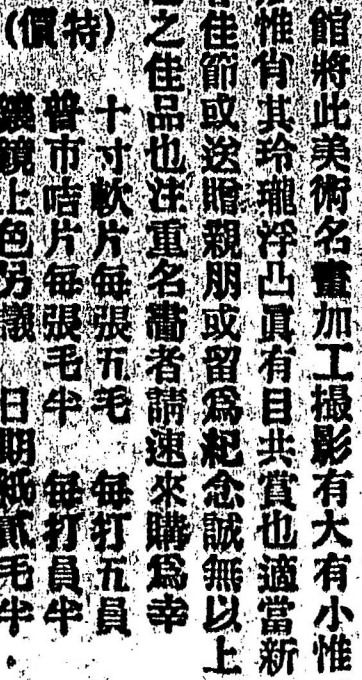 館將此美術名畫加工撮影有大有小惟
惟肖其玲瓏浮凸眞有目共賞也適當新
佳節或送贈親朋或留爲紀念誠無以上
之佳品也注重名畵者請速來購爲幸
(特價)
十寸軟片每張五毛 每打五員
普市咭片每張毛半 每打員半
鑲鏡上色另議 日期紙貳毛半。